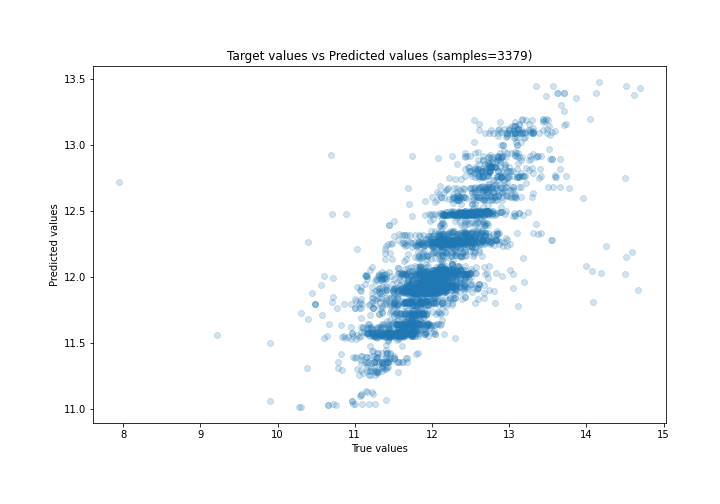 Target values vs Predicted values (samples=3379)
13.5
13.0
12.5
12.0
11.5
11.0
Predicted values
8 9 10 11 12 13 14 15
True values